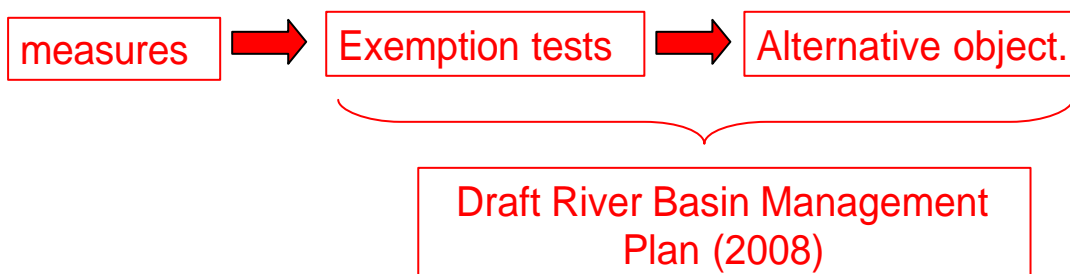 measures
Exemption tests
Alternative object.
Draft River Basin Management
Plan (2008)